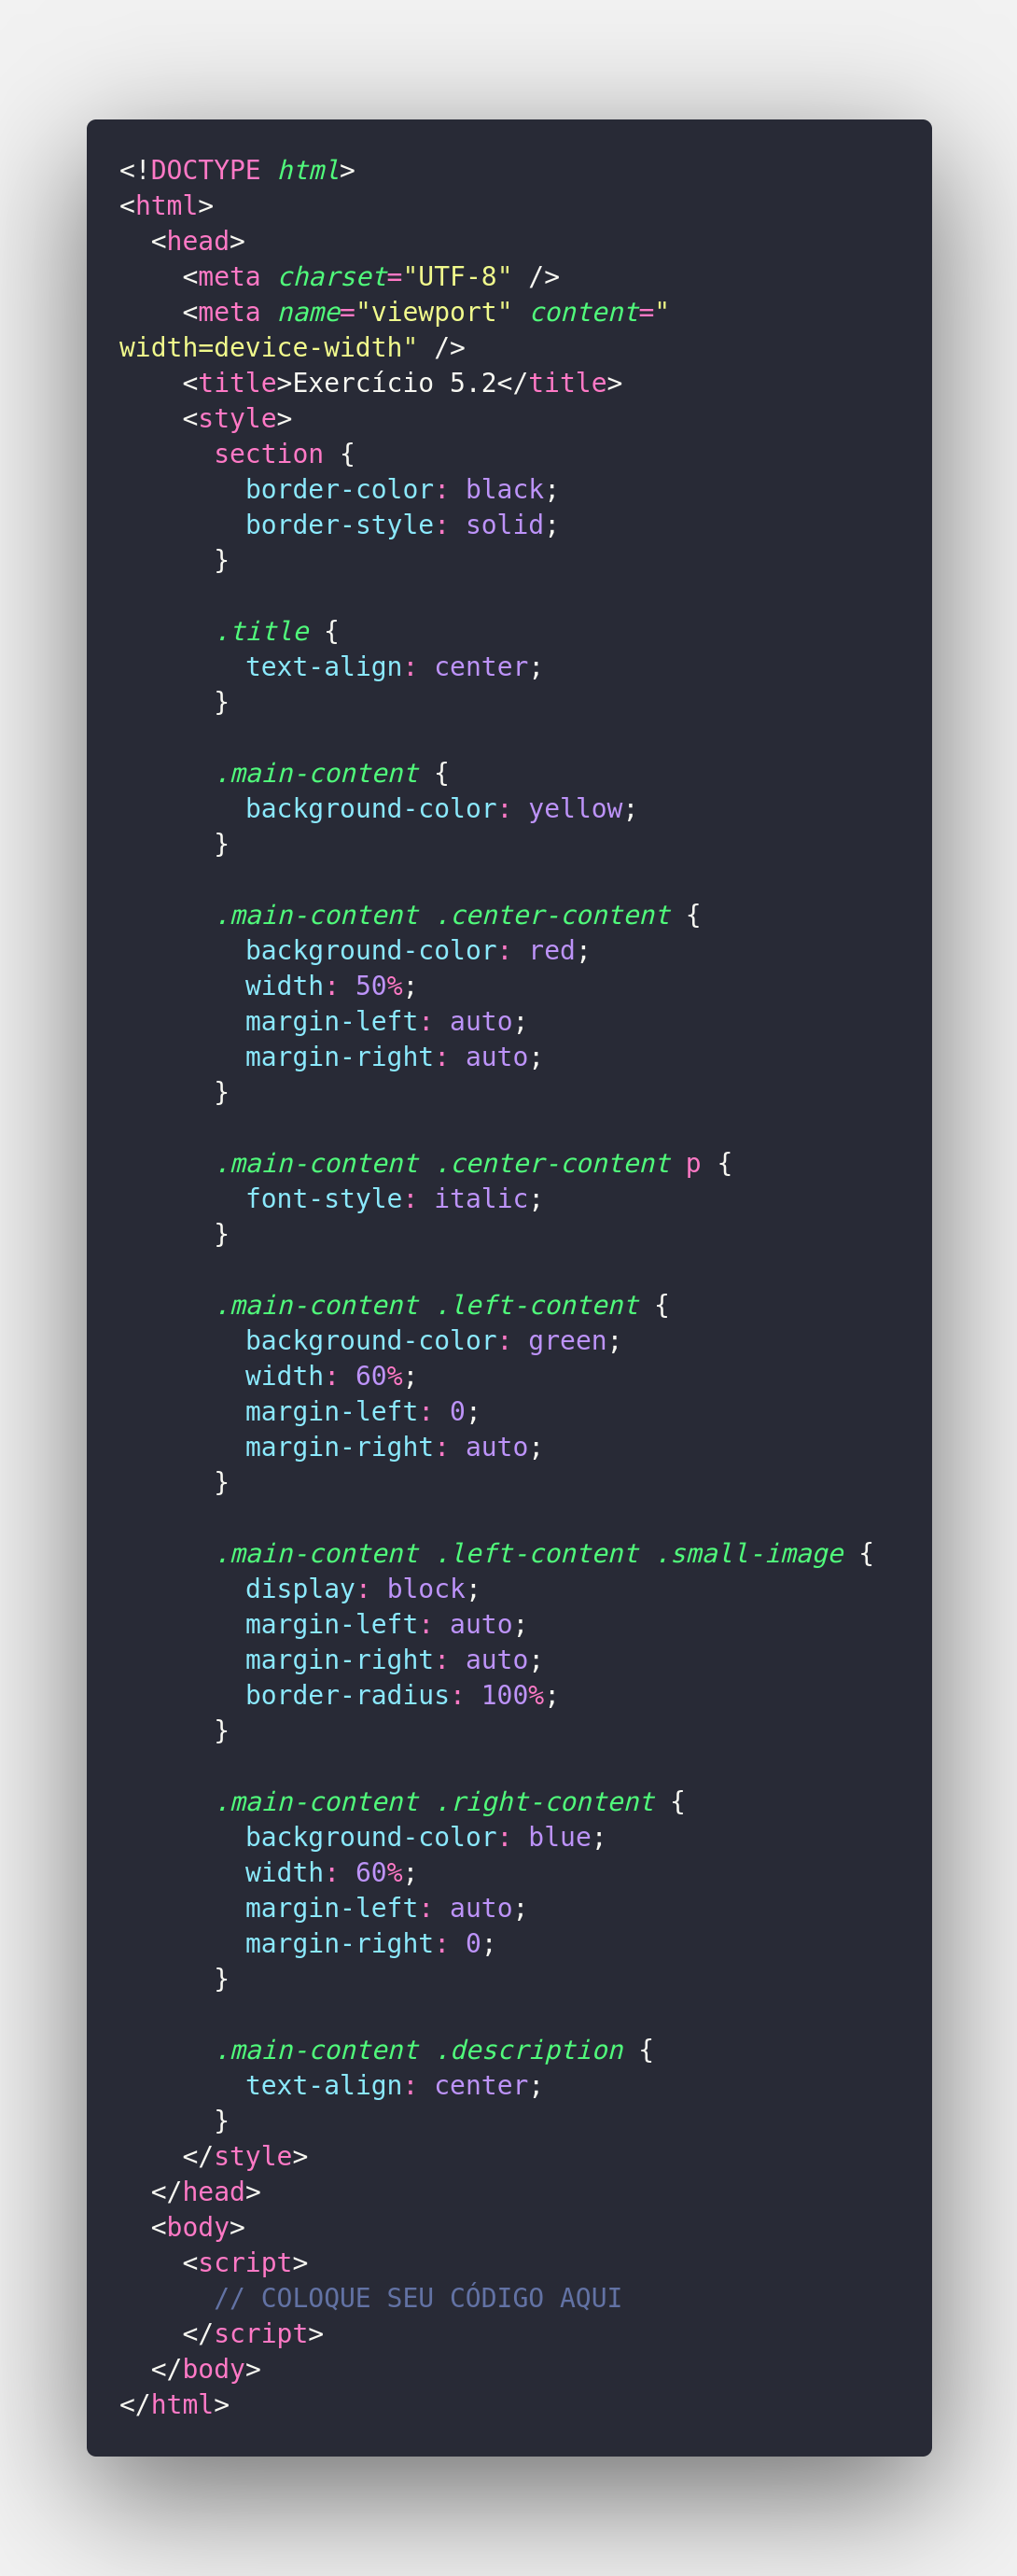 <!DOCTYPE html>
<html>
  <head>
    <meta charset="UTF-8" />
    <meta name="viewport" content="
width=device-width" />
    <title>Exercício 5.2</title>
    <style>
      section {
        border-color: black;
        border-style: solid;
      }

      .title {
        text-align: center;
      }

      .main-content {
        background-color: yellow;
      }

      .main-content .center-content {
        background-color: red;
        width: 50%;
        margin-left: auto;
        margin-right: auto;
      }

      .main-content .center-content p {
        font-style: italic;
      }

      .main-content .left-content {
        background-color: green;
        width: 60%;
        margin-left: 0;
        margin-right: auto;
      }

      .main-content .left-content .small-image {
        display: block;
        margin-left: auto;
        margin-right: auto;
        border-radius: 100%;
      }

      .main-content .right-content {
        background-color: blue;
        width: 60%;
        margin-left: auto;
        margin-right: 0;
      }

      .main-content .description {
        text-align: center;
      }
    </style>
  </head>
  <body>
    <script>
      // COLOQUE SEU CÓDIGO AQUI
    </script>
  </body>
</html>